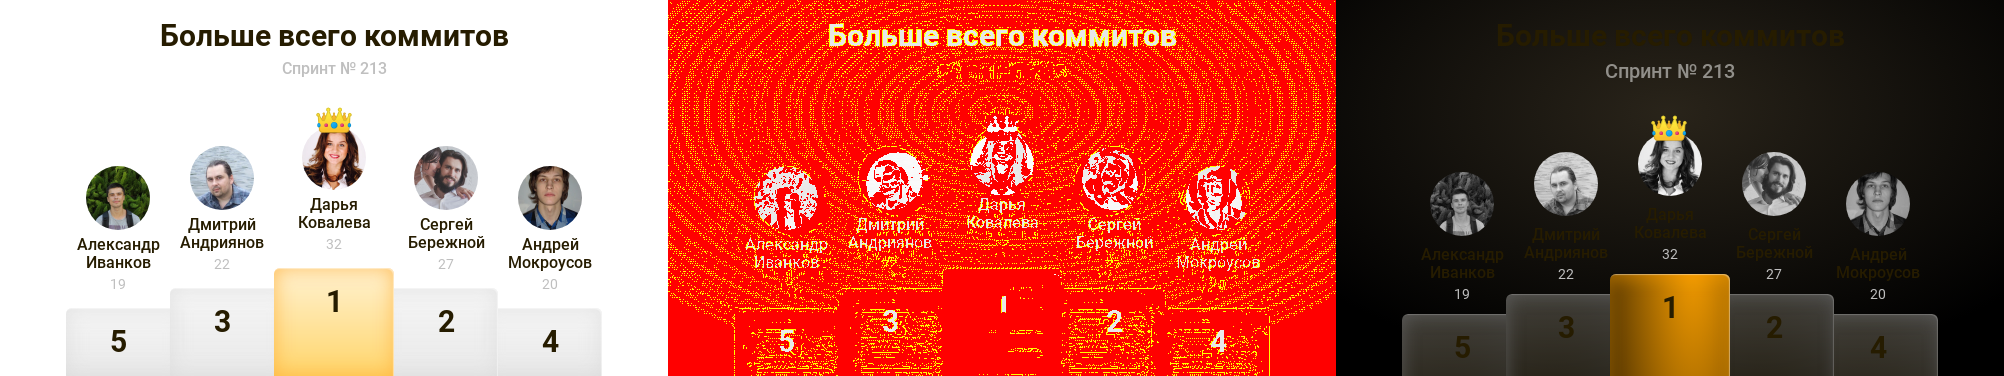 Больше всего коммитов
Спринт № 213
Александр
Иванков
19
Дмитрий
Андриянов
22
Дарья
Ковалева
32
Сергей
Бережной
27
Андрей
Мокроусов
20
5
3
1
2
4
Больше всего коммитов
Дарья
Ковалева
Александр
Иванков
Дмитрий
Андриянов
Сергей
Бережной
Андрей
Мокроусов
5
3
1
2
4
Больше всего коммитов
Спринт № 213
Александр
Иванков
19
Дмитрий
Андриянов
22
Дарья
Ковалева
32
Сергей
Бережной
27
Андрей
Мокроусов
20
5
3
1
2
4